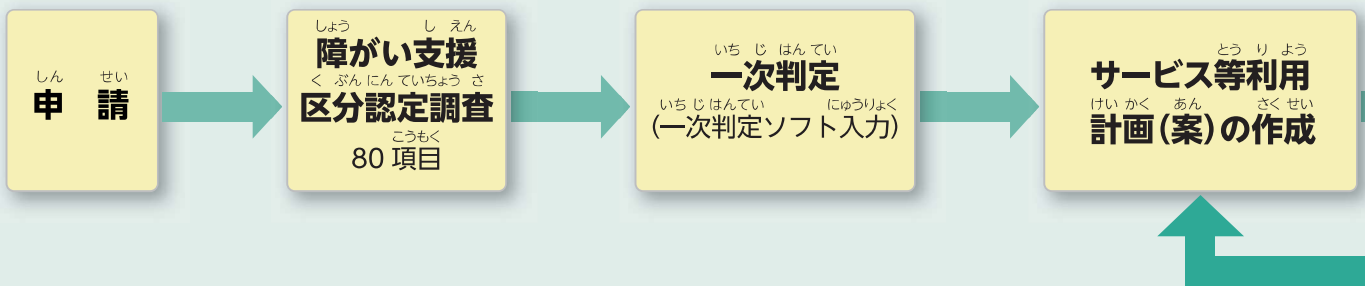 しん せい
申 請
しょう し えん
障がい支援
く ぶん にん ていちょう さ
区分認定調査
こうもく
80 項目
いち じ はん てい
一次判定
いち じ はんてい にゅうりょく
(一次判定ソフト入力)
とう り よう
サービス等利用
けい かく あん さく せい
計画(案)の作成